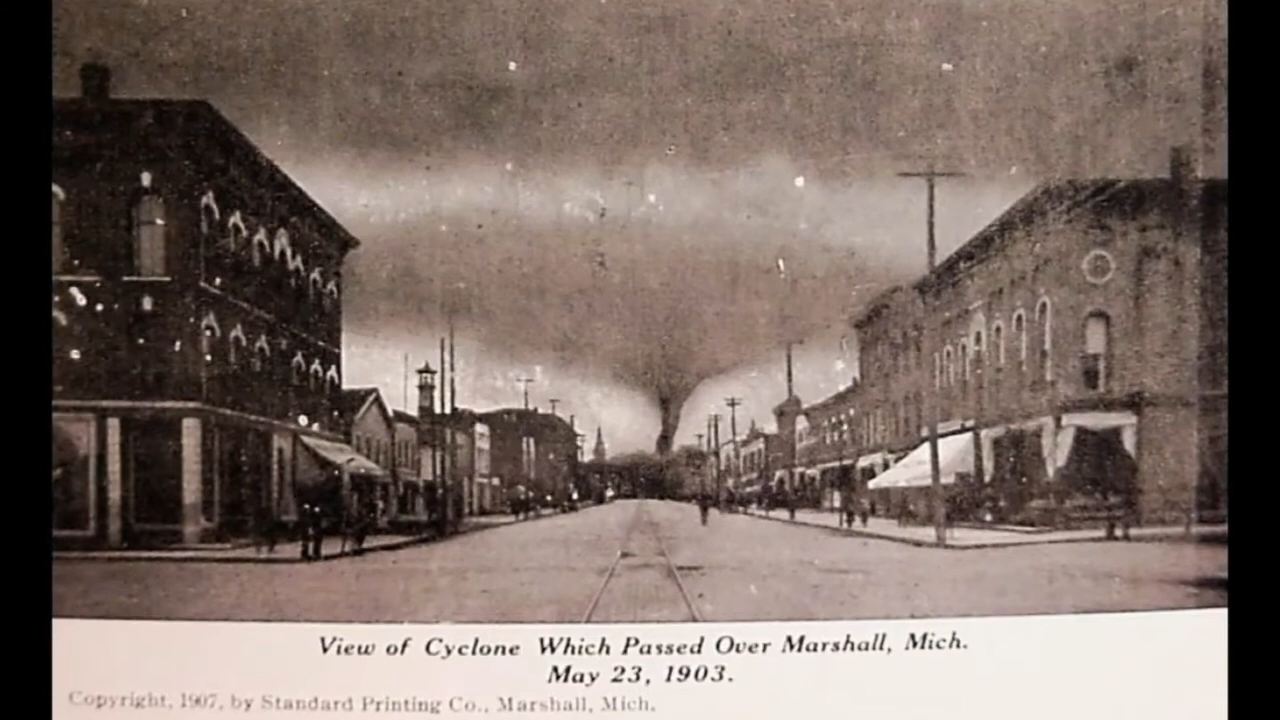 View of Cyclone Which Passed Over Marshall, Mich.
May 23, 1903.
Copyright, 1907, by Standard Printing Co., Marshall, Mich.